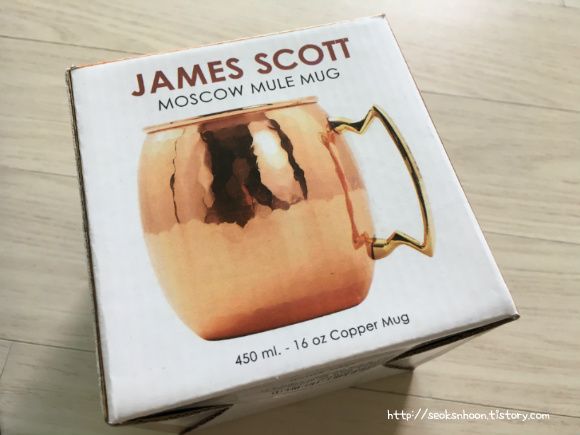 JAMES SCOTT
MOSCOW MULE MUG
450 ml. - 16 oz Copper Mug
http://seoksnhoon.tistory.com